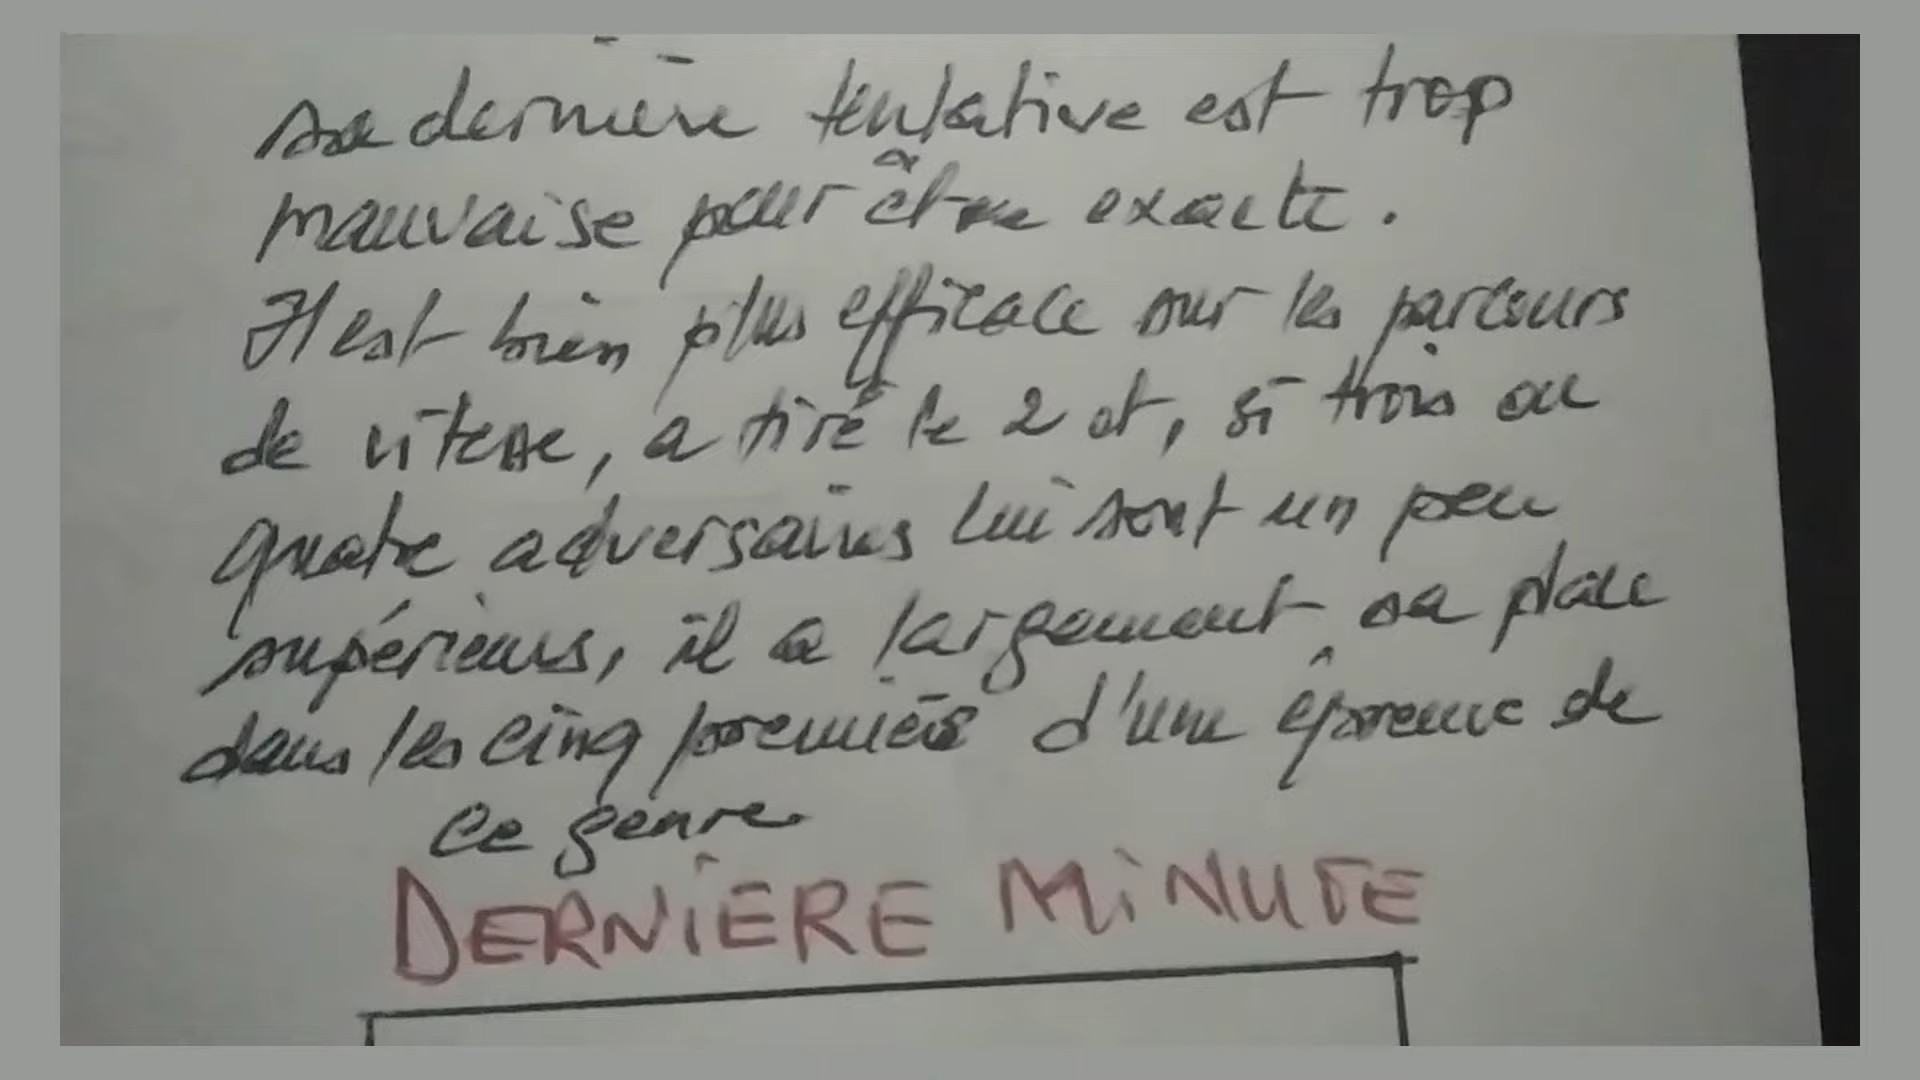 sa dernière tentative est trop
mauvaise pour être exacte.
Il est bien plus efficace sur les parcours
de vitesse, a tiré le 2 et, si trois ou
quatre adversaires lui sont un peu
supérieurs, il a largement sa place
dans les cinq premiers d'une épreuve de
ce genre
DERNIÈRE MINUTE